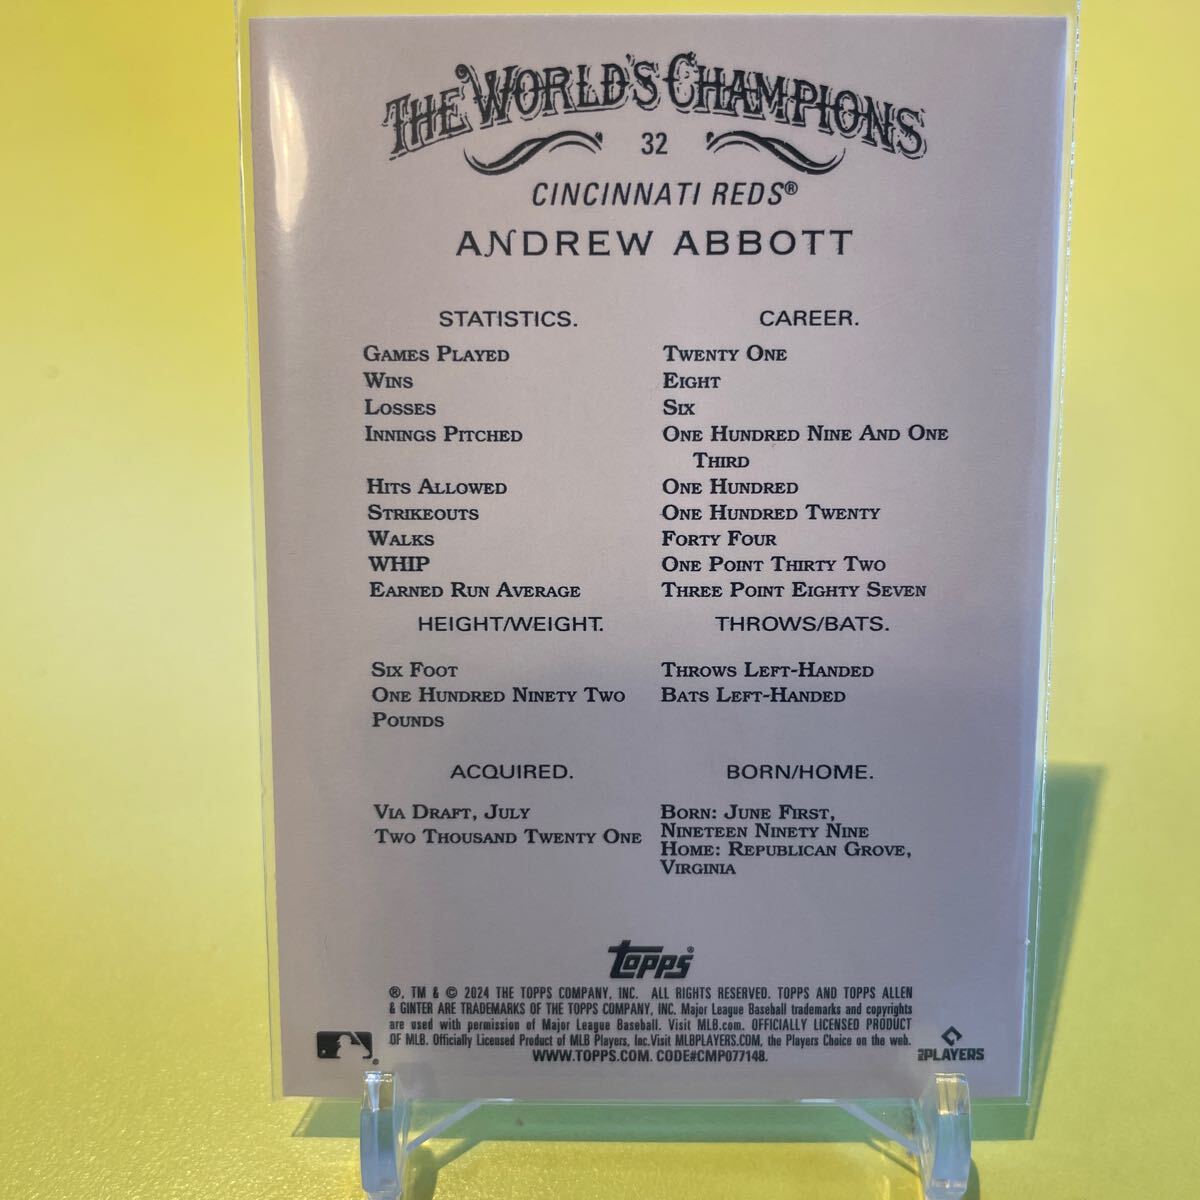 THE WORLD'S CHAMPIONS
32
CINCINNATI REDS®
ANDREW ABBOTT
STATISTICS. CAREER.
GAMES PLAYED TWENTY ONE
WINS EIGHT
LOSSES SIX
INNINGS PITCHED ONE HUNDRED NINE AND ONE
THIRD
HITS ALLOWED ONE HUNDRED
STRIKEOUTS ONE HUNDRED TWENTY
WALKS FORTY FOUR
WHIP ONE POINT THIRTY TWO
EARNED RUN AVERAGE THREE POINT EIGHTY SEVEN
HEIGHT/WEIGHT. THROWS/BATS.
SIX FOOT THROWS LEFT-HANDED
ONE HUNDRED NINETY TWO BATS LEFT-HANDED
POUNDS
ACQUIRED. BORN/HOME.
VIA DRAFT, JULY BORN: JUNE FIRST,
TWO THOUSAND TWENTY ONE NINETEEN NINETY NINE
HOME: REPUBLICAN GROVE,
VIRGINIA
TOPPS®
®, TM & © 2024 THE TOPPS COMPANY, INC. ALL RIGHTS RESERVED. TOPPS AND TOPPS ALLEN
& GINTER ARE TRADEMARKS OF THE TOPPS COMPANY, INC. Major League Baseball trademarks and copyrights
are used with permission of Major League Baseball. Visit MLB.com. OFFICIALLY LICENSED PRODUCT
OF MLB. Officially Licensed Product of MLB Players, Inc.Visit MLBPLAYERS.COM, the Players Choice on the web.
WWW.TOPPS.COM. CODE#CMP077148.
MLBPLAYERS